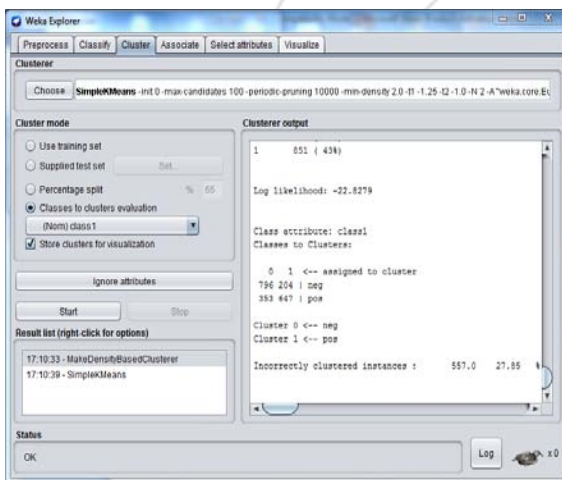 Weka Explorer
Preprocess Classify Cluster Associate Select attributes Visualize
Clusterer
Choose SimpleKMeans -init 0 -max-candidates 100 -periodic-pruning 10000 -min-density 2.0 -t1 -1.25 -t2 -1.0 -N 2 -A "weka.core.Eu
Cluster mode
Use training set
Supplied test set Set...
Percentage split % 66
Classes to clusters evaluation
(Nom) class1
Store clusters for visualization
Ignore attributes
Start Stop
Result list (right-click for options)
17:10:33 - MakeDensityBasedClusterer
17:10:39 - SimpleKMeans
Clusterer output
1 851 ( 43%)
Log likelihood: -22.8279
Class attribute: class1
Classes to Clusters:
0 1 <-- assigned to cluster
796 204 | neg
353 647 | pos
Cluster 0 <-- neg
Cluster 1 <-- pos
Incorrectly clustered instances : 557.0 27.85 %
Status
OK
Log
x 0